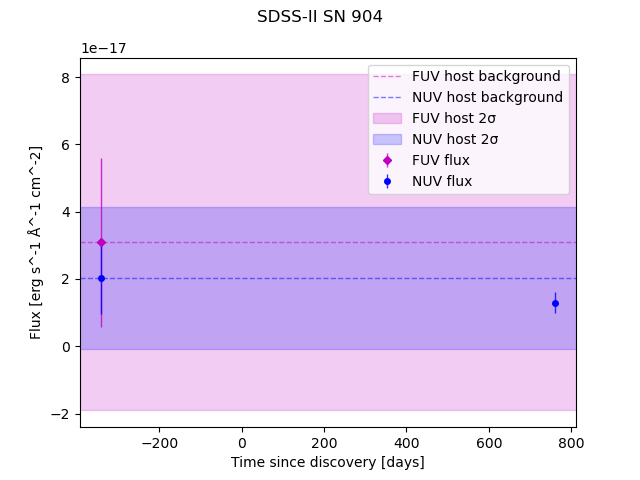 SDSS-II SN 904
1e−17
FUV host background
NUV host background
FUV host 2σ
NUV host 2σ
FUV flux
NUV flux
8
6
4
2
0
−2
Flux [erg s^-1 Å^-1 cm^-2]
−200
0
200
400
600
800
Time since discovery [days]